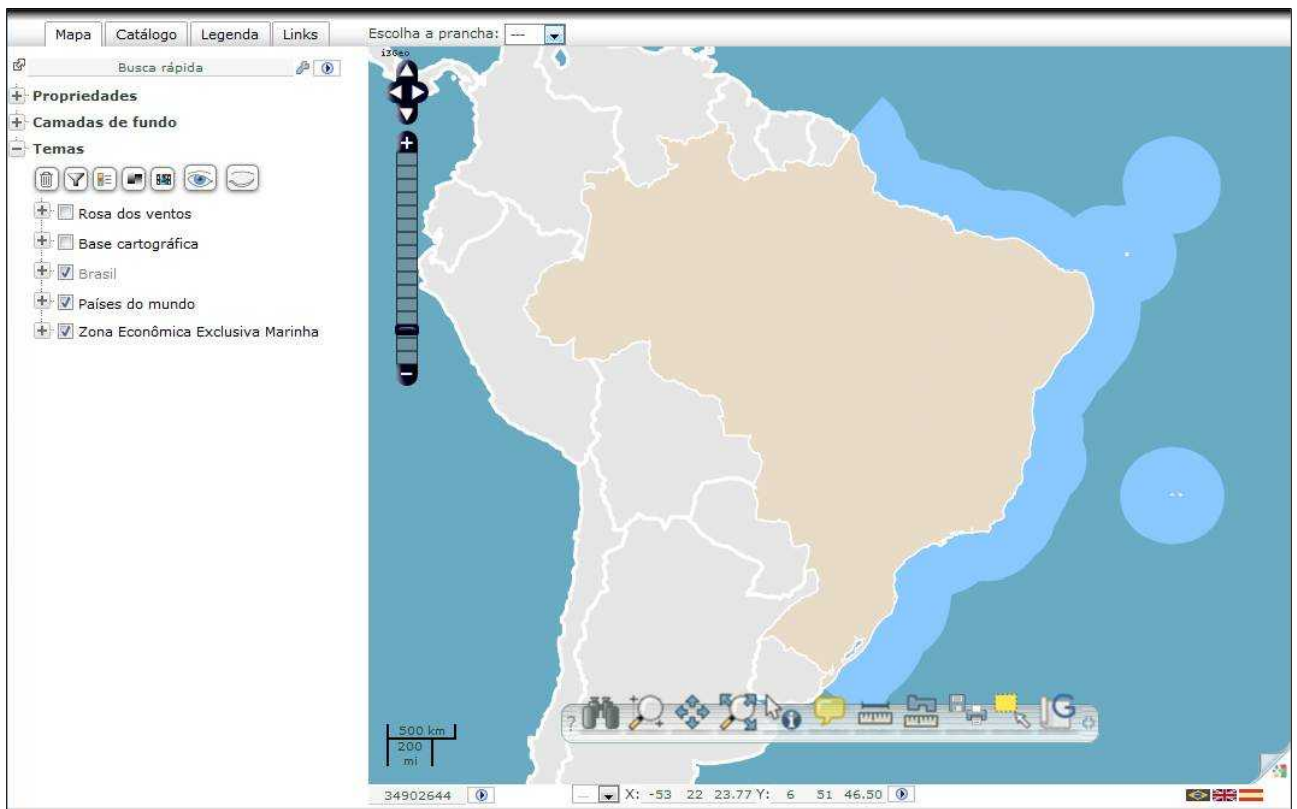 Mapa Catálogo Legenda Links Escolha a prancha: ---
i3Geo
Busca rápida
Propriedades
Camadas de fundo
Temas
Rosa dos ventos
Base cartográfica
Brasil
Países do mundo
Zona Econômica Exclusiva Marinha
? G
500 km
200
mi
34902644 --- X: -53 22 23.77 Y: 6 51 46.50